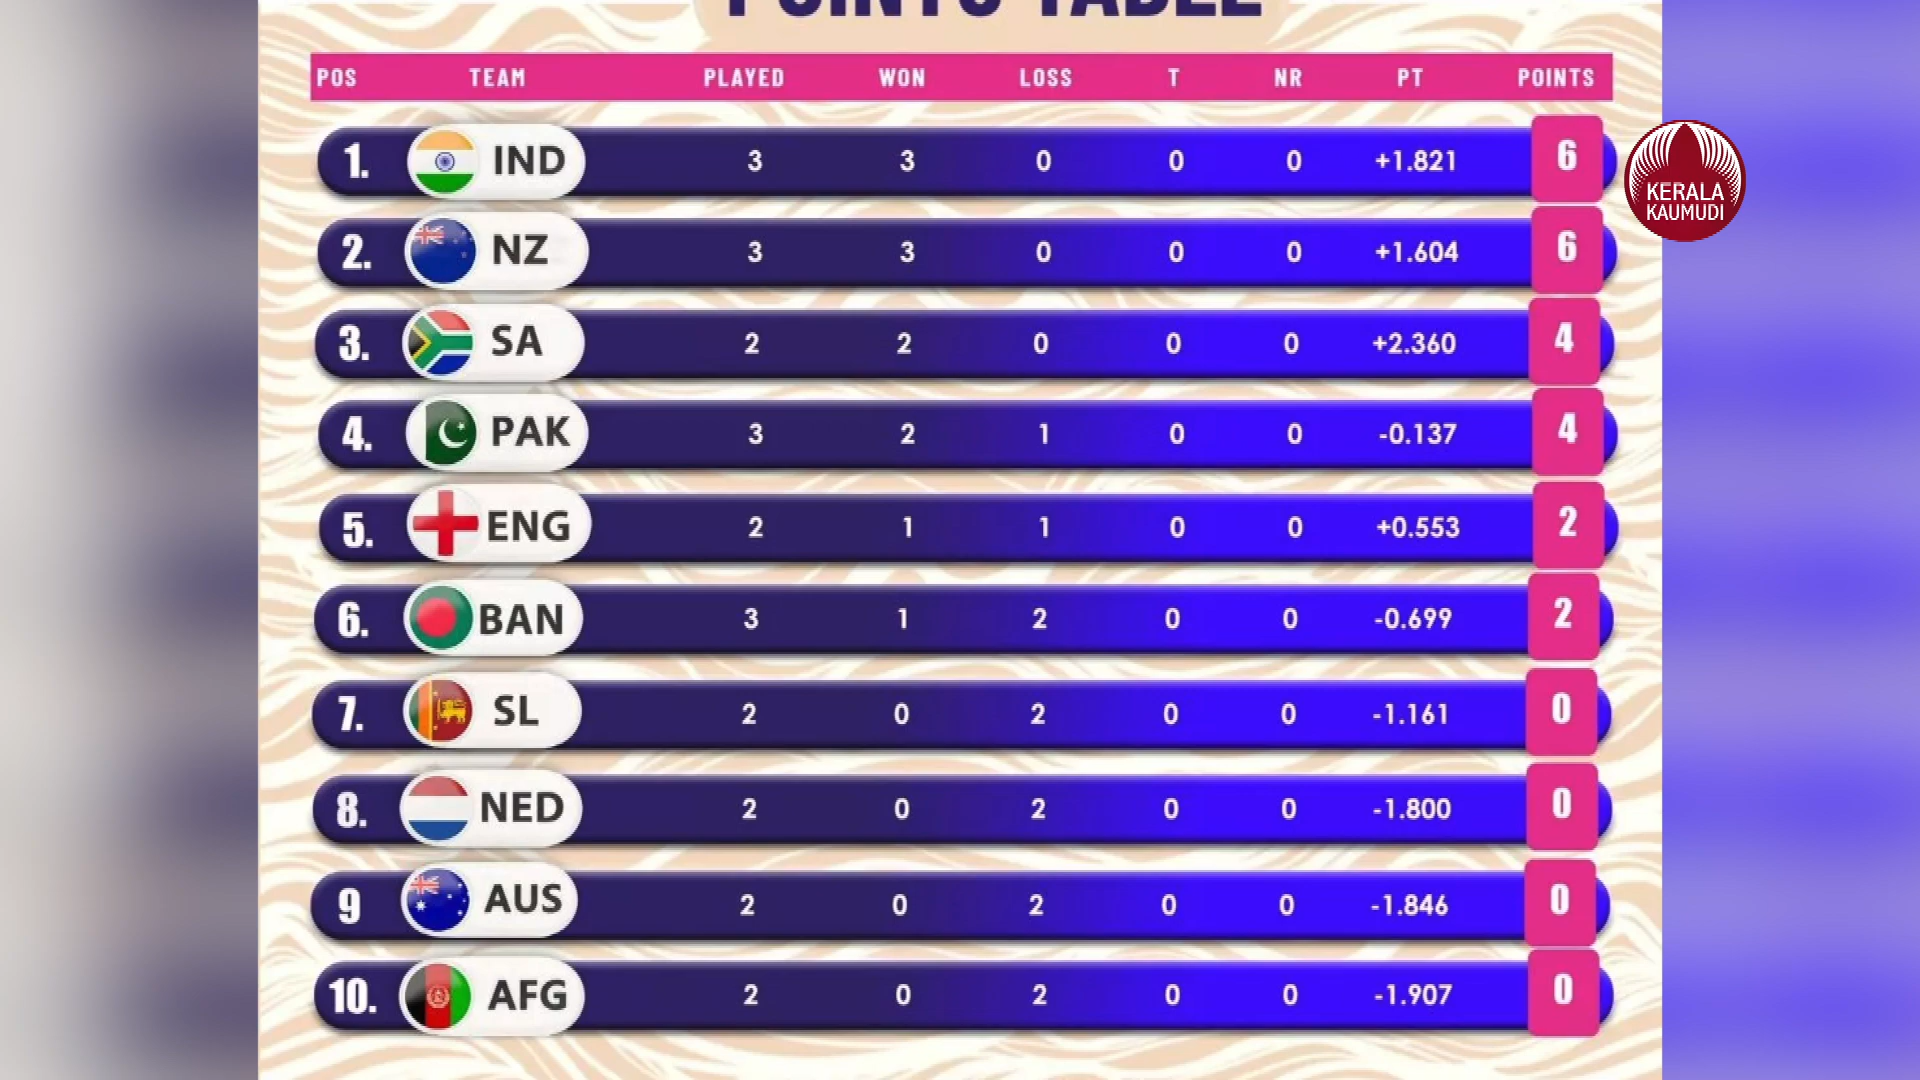 POINTS TABLE
POS TEAM PLAYED WON LOSS T NR PT POINTS
1. IND 3 3 0 0 0 +1.821 6
2. NZ 3 3 0 0 0 +1.604 6
3. SA 2 2 0 0 0 +2.360 4
4. PAK 3 2 1 0 0 -0.137 4
5. ENG 2 1 1 0 0 +0.553 2
6. BAN 3 1 2 0 0 -0.699 2
7. SL 2 0 2 0 0 -1.161 0
8. NED 2 0 2 0 0 -1.800 0
9 AUS 2 0 2 0 0 -1.846 0
10. AFG 2 0 2 0 0 -1.907 0
KERALA
KAUMUDI